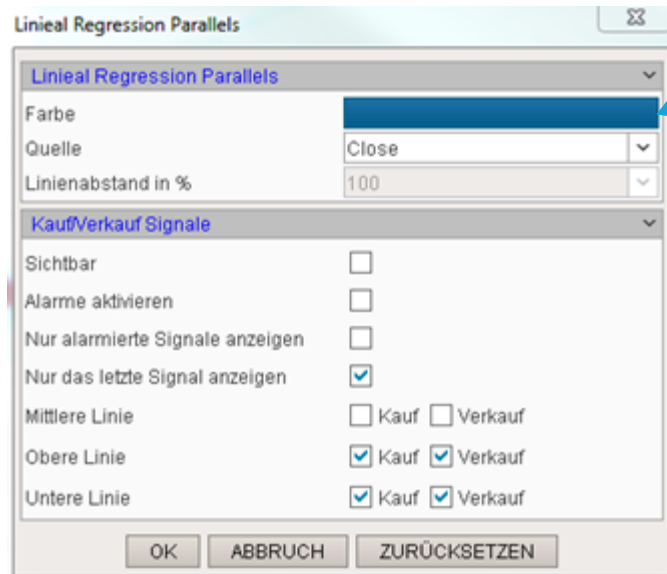 Linieal Regression Parallels
Linieal Regression Parallels
Farbe
Quelle Close
Linienabstand in % 100
Kauf/Verkauf Signale
Sichtbar
Alarme aktivieren
Nur alarmierte Signale anzeigen
Nur das letzte Signal anzeigen
Mittlere Linie Kauf Verkauf
Obere Linie Kauf Verkauf
Untere Linie Kauf Verkauf
OK ABBRUCH ZURÜCKSETZEN